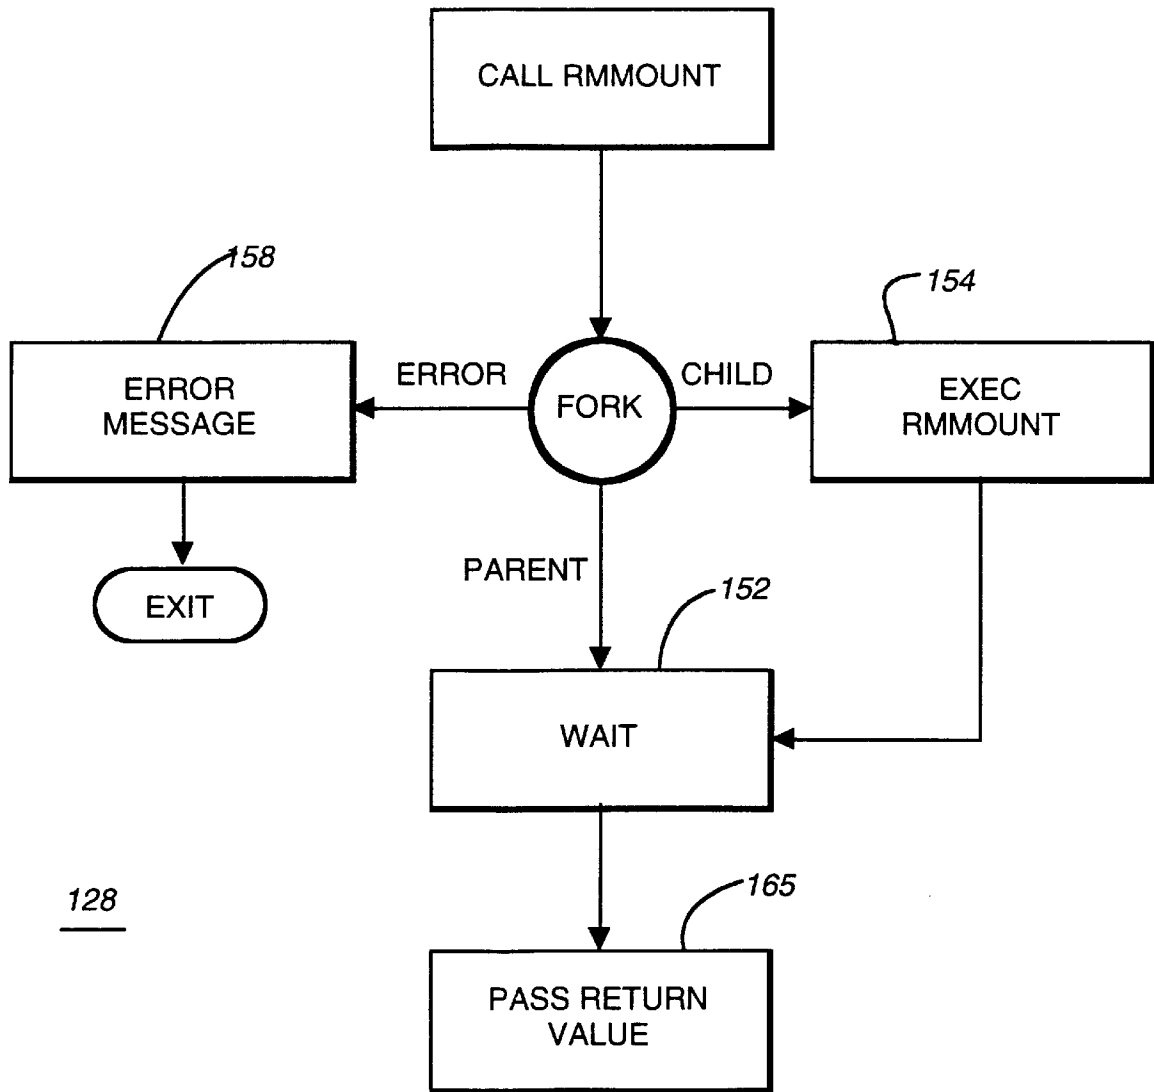 CALL RMMOUNT
158
154
ERROR
MESSAGE
ERROR
FORK
CHILD
EXEC
RMMOUNT
EXIT
PARENT
152
WAIT
128
165
PASS RETURN
VALUE